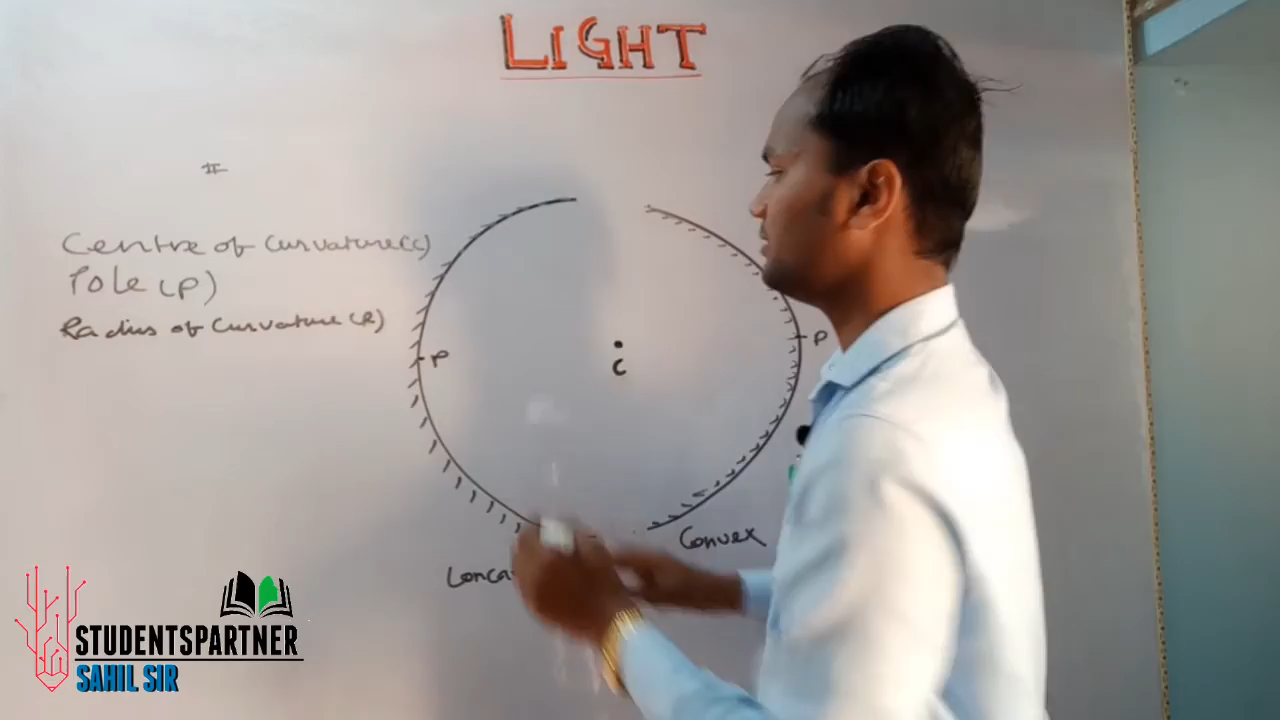 LIGHT
Centre of Curvature (C)
Pole (P)
Radius of Curvature (R)
P
C
P
Convex
STUDENTSPARTNER
SAHIL SIR